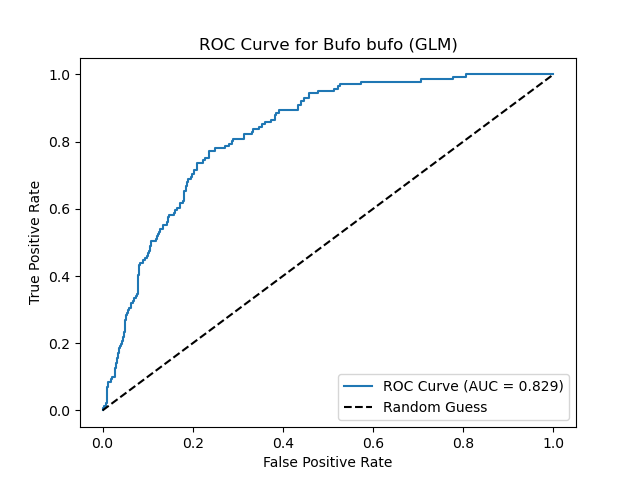 ROC Curve for Bufo bufo (GLM)
True Positive Rate
1.0
0.8
0.6
0.4
0.2
0.0
0.0 0.2 0.4 0.6 0.8 1.0
False Positive Rate
ROC Curve (AUC = 0.829)
Random Guess